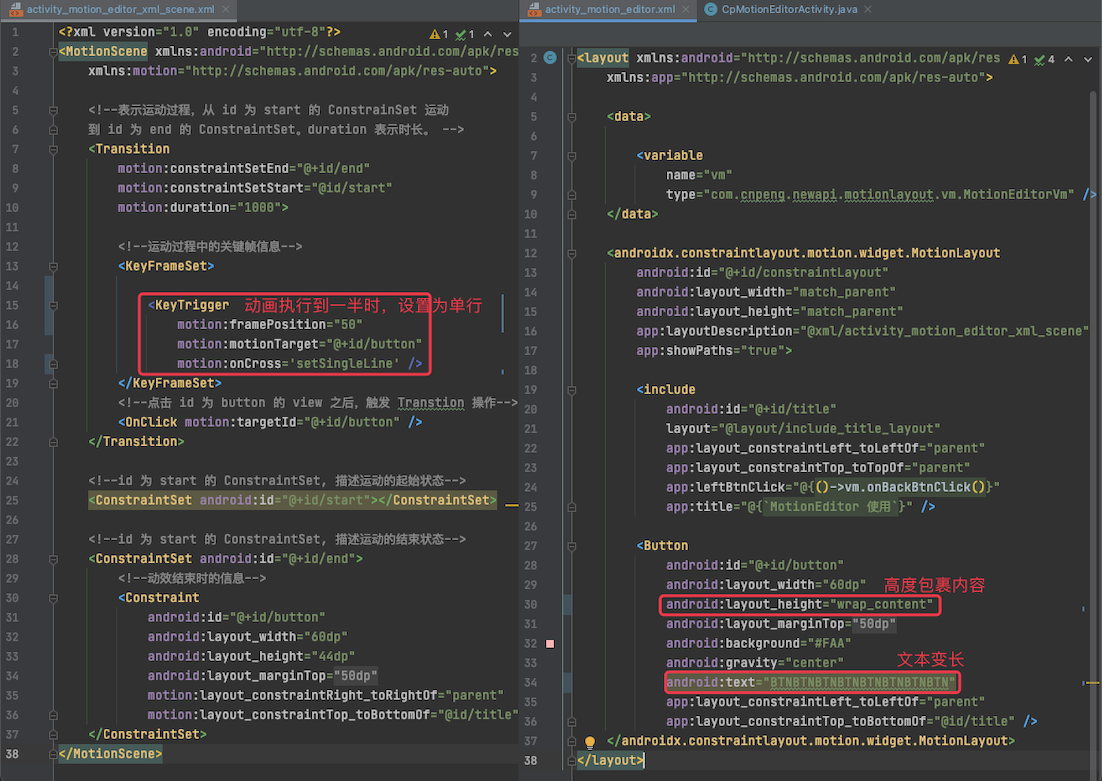 activity_motion_editor_xml_scene.xml
1 <?xml version="1.0" encoding="utf-8"?>
1 1
2 <MotionScene xmlns:android="http://schemas.android.com/apk/res
3 xmlns:motion="http://schemas.android.com/apk/res-auto">
4
5 <!--表示运动过程，从 id 为 start 的 ConstrainSet 运动
6 到 id 为 end 的 ConstraintSet。duration 表示时长。 -->
7 <Transition
8 motion:constraintSetEnd="@+id/end"
9 motion:constraintSetStart="@id/start"
10 motion:duration="1000">
11
12 <!--运动过程中的关键帧信息-->
13 <KeyFrameSet>
14
15 <KeyTrigger 动画执行到一半时，设置为单行
16 motion:framePosition="50"
17 motion:motionTarget="@+id/button"
18 motion:onCross='setSingleLine' />
19 </KeyFrameSet>
20 <!--点击 id 为 button 的 view 之后，触发 Transtion 操作-->
21 <OnClick motion:targetId="@+id/button" />
22 </Transition>
23
24 <!--id 为 start 的 ConstraintSet, 描述运动的起始状态-->
25 <ConstraintSet android:id="@+id/start"></ConstraintSet>
26
27 <!--id 为 start 的 ConstraintSet, 描述运动的结束状态-->
28 <ConstraintSet android:id="@+id/end">
29 <!--动效结束时的信息-->
30 <Constraint
31 android:id="@+id/button"
32 android:layout_width="60dp"
33 android:layout_height="44dp"
34 android:layout_marginTop="50dp"
35 motion:layout_constraintRight_toRightOf="parent"
36 motion:layout_constraintTop_toBottomOf="@id/title"
37 </ConstraintSet>
38 </MotionScene>
activity_motion_editor.xml
CpMotionEditorActivity.java
2 <layout xmlns:android="http://schemas.android.com/apk/res
1 4
3 xmlns:app="http://schemas.android.com/apk/res-auto">
4
5 <data>
6
7 <variable
8 name="vm"
9 type="com.cnpeng.newapi.motionlayout.vm.MotionEditorVm" />
10 </data>
11
12 <androidx.constraintlayout.motion.widget.MotionLayout
13 android:id="@+id/constraintLayout"
14 android:layout_width="match_parent"
15 android:layout_height="match_parent"
16 app:layoutDescription="@xml/activity_motion_editor_xml_scene"
17 app:showPaths="true">
18
19 <include
20 android:id="@+id/title"
21 layout="@layout/include_title_layout"
22 app:layout_constraintLeft_toLeftOf="parent"
23 app:layout_constraintTop_toTopOf="parent"
24 app:leftBtnClick="@{()->vm.onBackBtnClick()}"
25 app:title="@{`MotionEditor 使用`}" />
26
27 <Button
28 android:id="@+id/button"
29 android:layout_width="60dp" 高度包裹内容
30 android:layout_height="wrap_content"
31 android:layout_marginTop="50dp"
32 android:background="#FAA"
33 android:gravity="center" 文本变长
34 android:text="BTNBTNBTNBTNBTNBTNBTNBTN"
35 app:layout_constraintLeft_toLeftOf="parent"
36 app:layout_constraintTop_toBottomOf="@id/title" />
37 </androidx.constraintlayout.motion.widget.MotionLayout>
38 </layout>